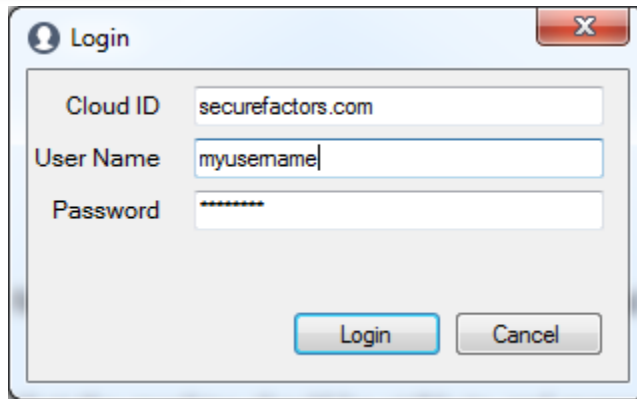 Login
Cloud ID securefactors.com
User Name myusername
Password ********
Login Cancel